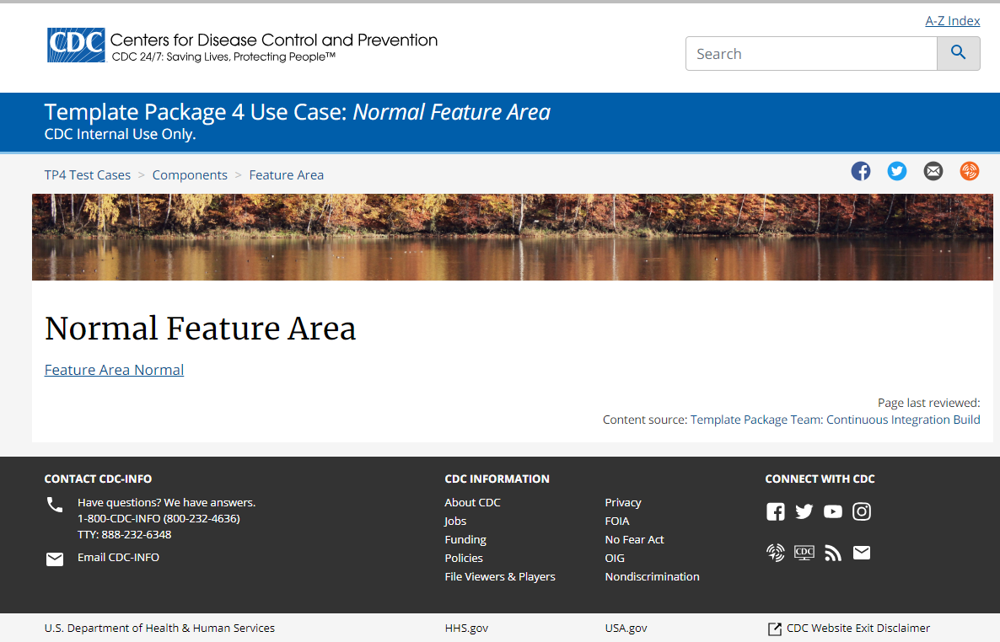 A-Z Index
CDC Centers for Disease Control and Prevention
CDC 24/7: Saving Lives, Protecting People™
Search
Template Package 4 Use Case: Normal Feature Area
CDC Internal Use Only.
TP4 Test Cases > Components > Feature Area
Normal Feature Area
Feature Area Normal
Page last reviewed:
Content source: Template Package Team: Continuous Integration Build
CONTACT CDC-INFO
Have questions? We have answers.
1-800-CDC-INFO (800-232-4636)
TTY: 888-232-6348
Email CDC-INFO
CDC INFORMATION
About CDC
Jobs
Funding
Policies
File Viewers & Players
Privacy
FOIA
No Fear Act
OIG
Nondiscrimination
CONNECT WITH CDC
CDC
U.S. Department of Health & Human Services
HHS.gov
USA.gov
CDC Website Exit Disclaimer